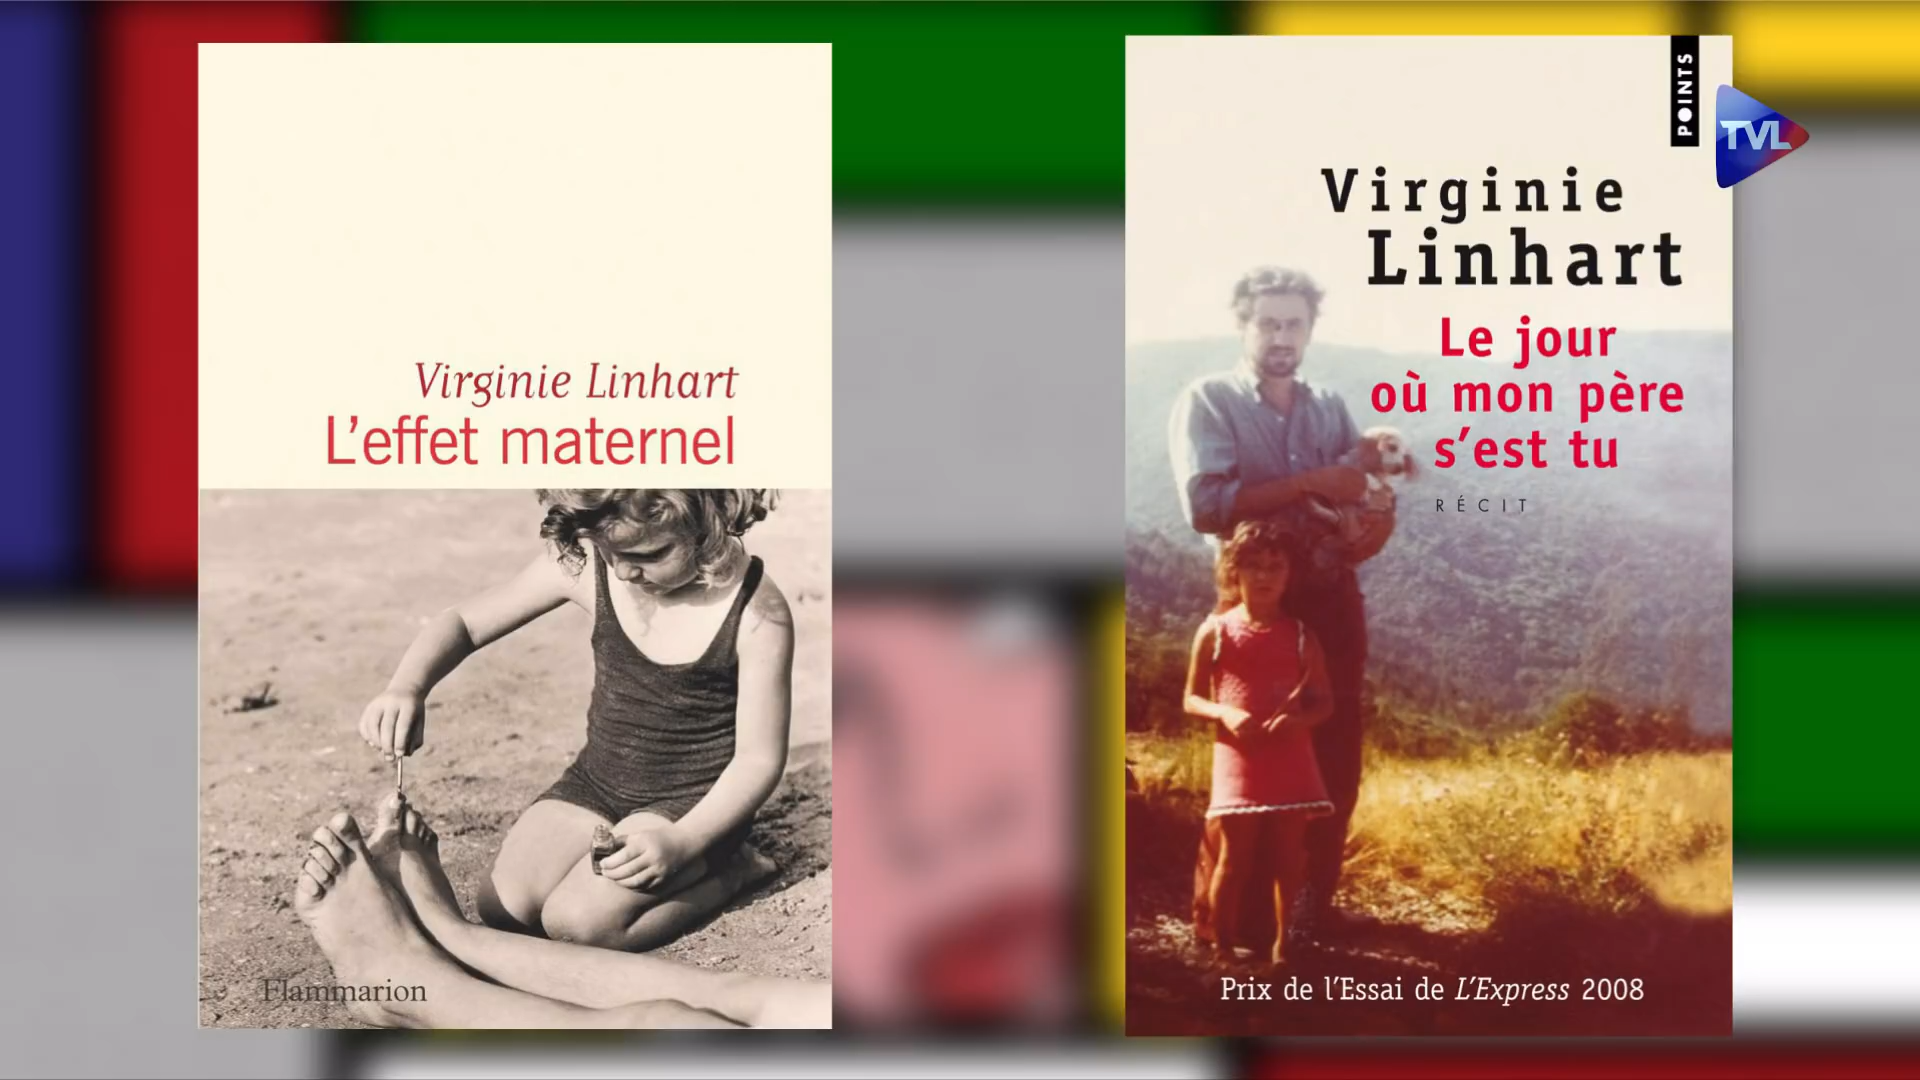 Virginie Linhart
L'effet maternel
Flammarion
POINTS
TVL
Virginie
Linhart
Le jour
où mon père
s'est tu
RÉCIT
Prix de l'Essai de L'Express 2008